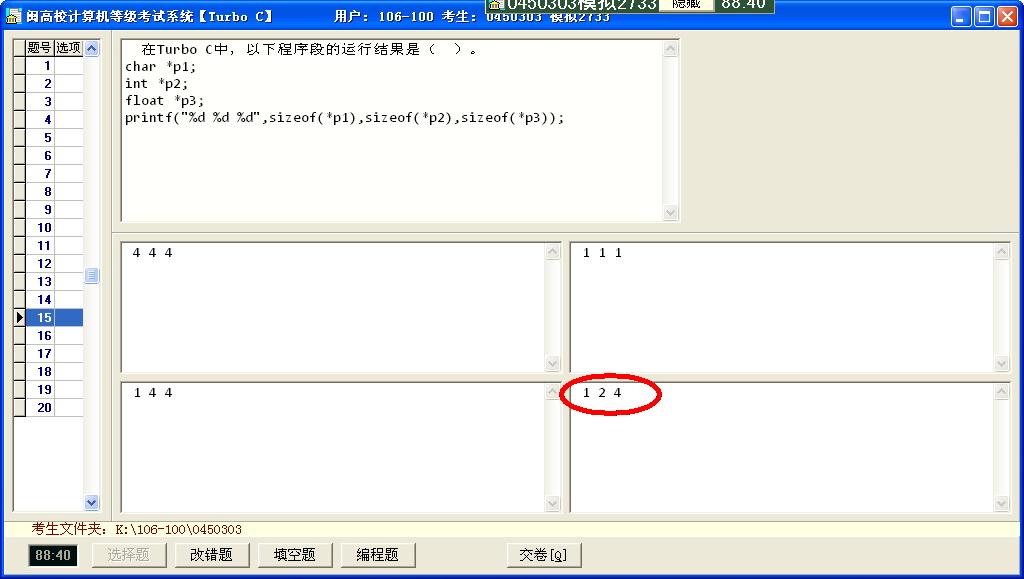 0450303模拟2733 隐藏 88:40
闽高校计算机等级考试系统【Turbo C】 用户: 106-100 考生: 0450303 模拟2733
题号 选项
1
2
3
4
5
6
7
8
9
10
11
12
13
14
15
16
17
18
19
20
在Turbo C中, 以下程序段的运行结果是( )。
char *p1;
int *p2;
float *p3;
printf("%d %d %d",sizeof(*p1),sizeof(*p2),sizeof(*p3));
4 4 4
1 1 1
1 4 4
1 2 4
考生文件夹: K:\106-100\0450303
88:40 选择题 改错题 填空题 编程题 交卷[Q]